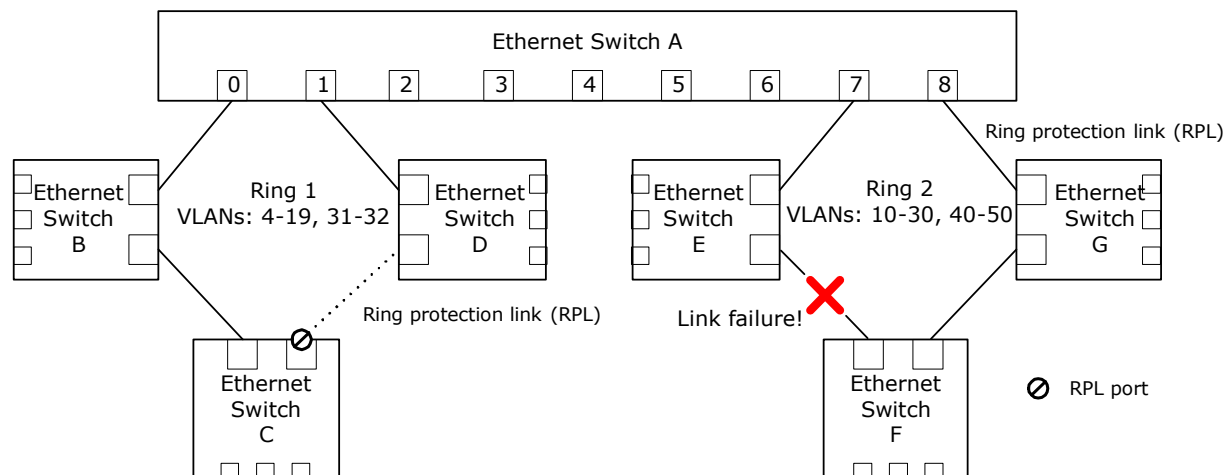 Ethernet Switch A
0 1 2 3 4 5 6 7 8
Ring protection link (RPL)
Ethernet
Switch
B
Ring 1
VLANs: 4-19, 31-32
Ethernet
Switch
D
Ethernet
Switch
E
Ring 2
VLANs: 10-30, 40-50
Ethernet
Switch
G
Ring protection link (RPL)
Link failure!
Ethernet
Switch
C
Ethernet
Switch
F
RPL port